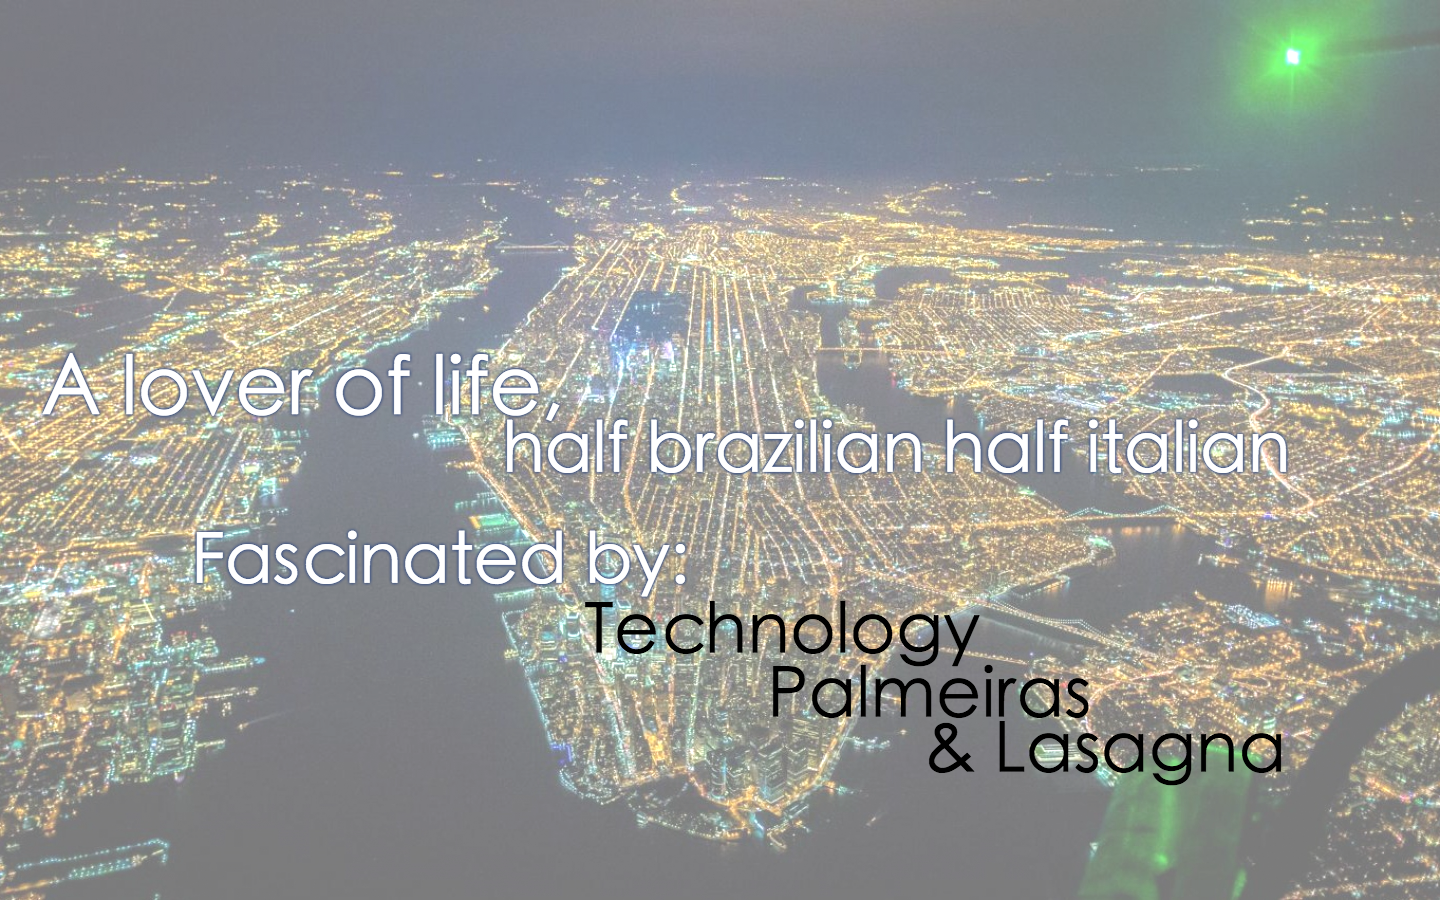 A lover of life,
half brazilian half italian
Fascinated by:
Technology
Palmeiras
& Lasagna